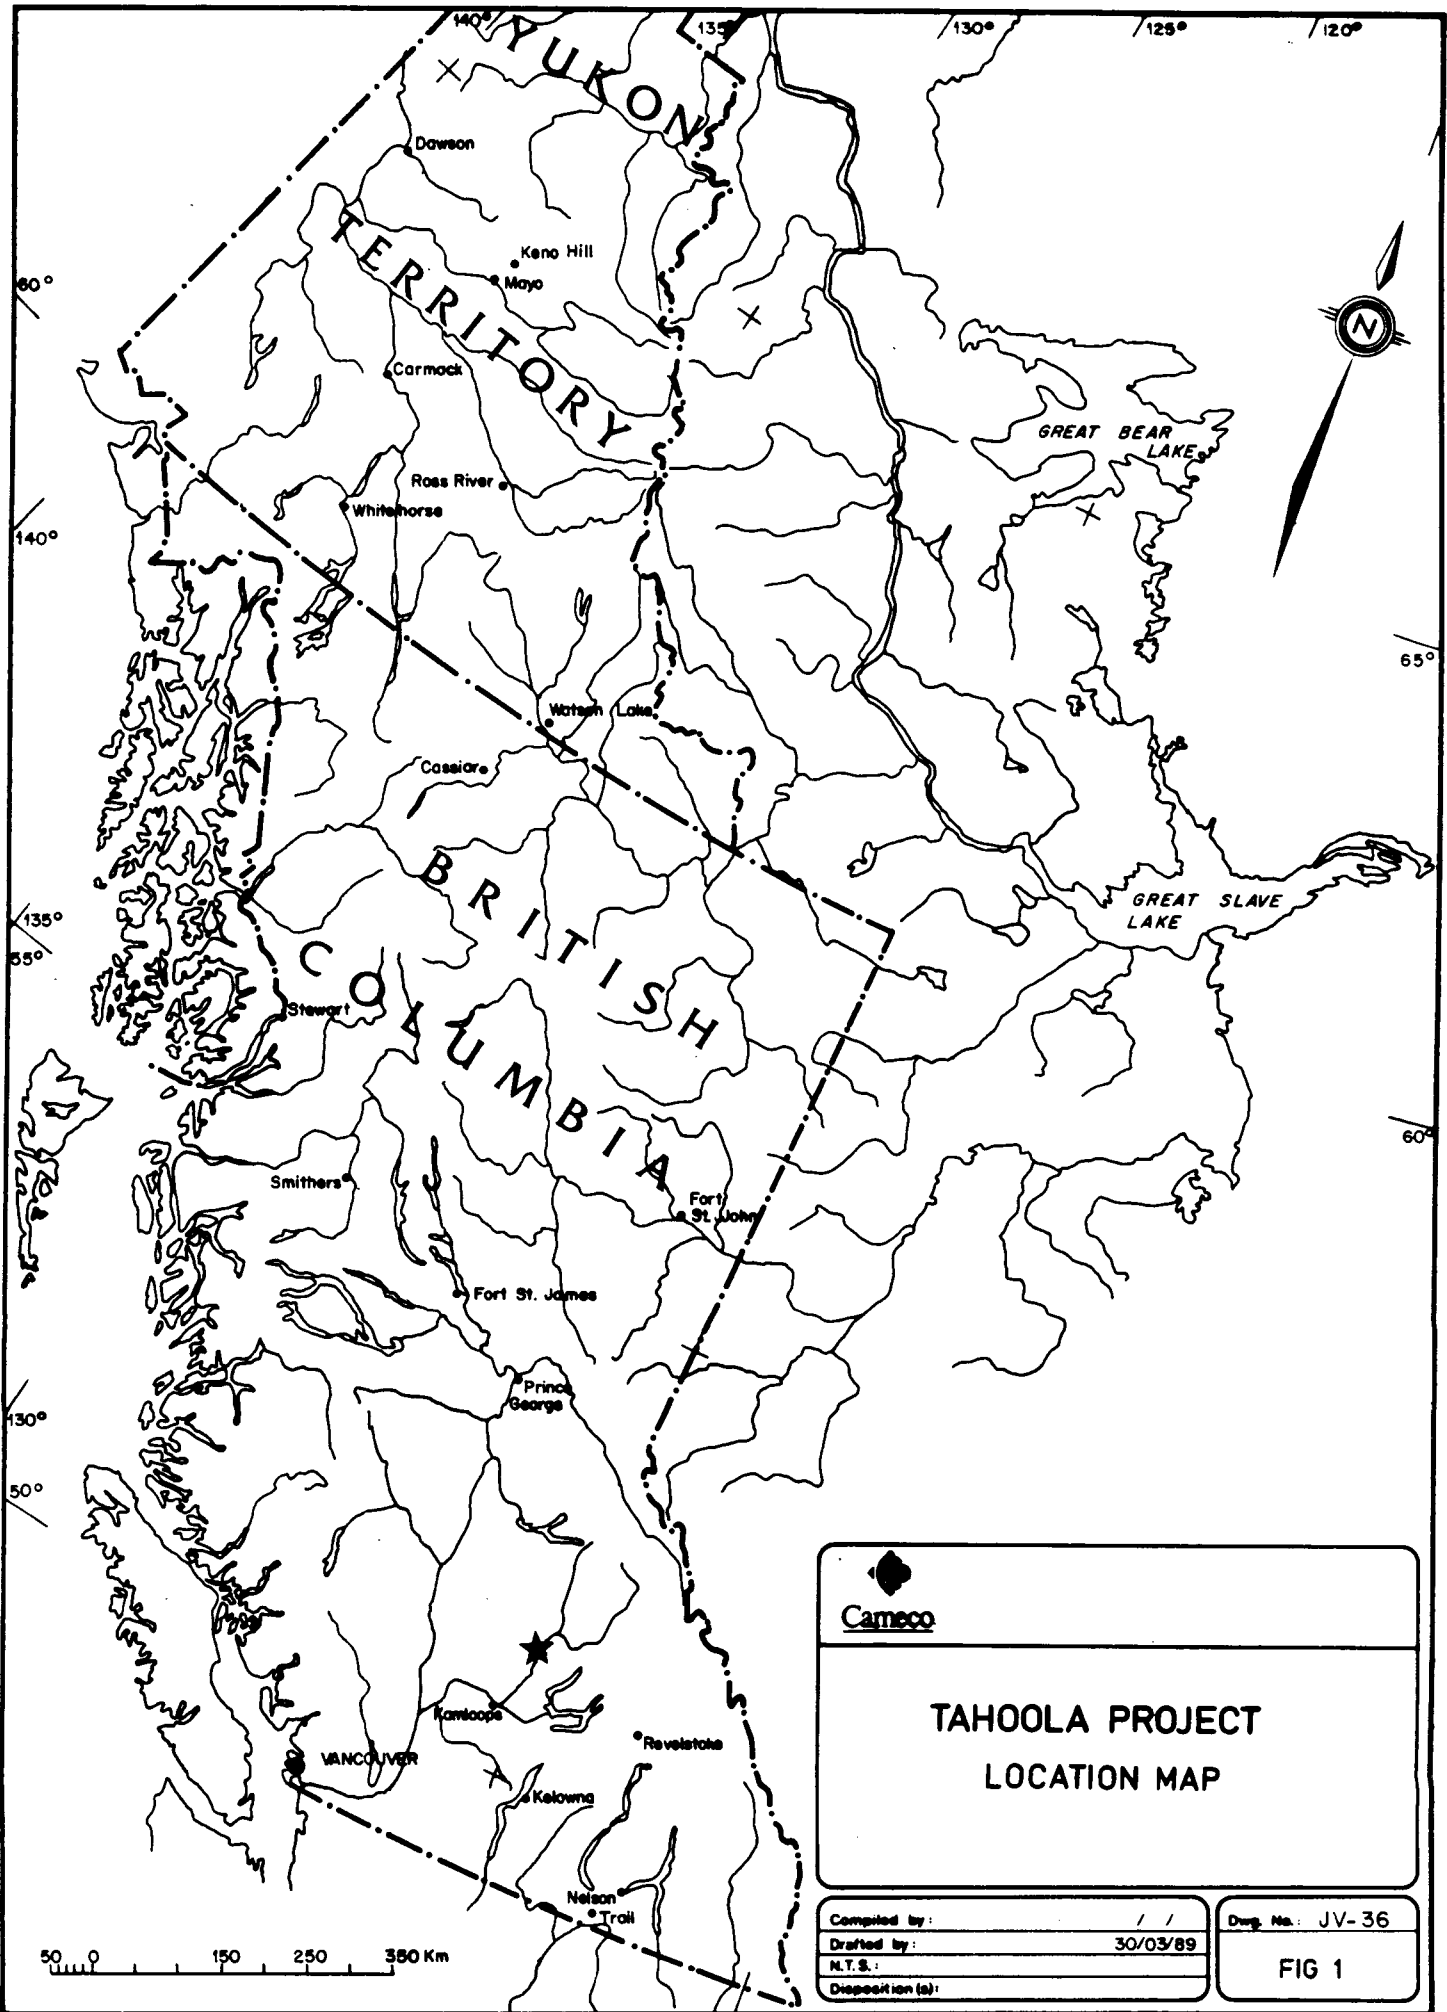 140°
135°
130°
125°
120°
YUKON
Dawson
TERRITORY
Keno Hill
Mayo
60°
N
Carmack
GREAT BEAR
LAKE
Ross River
Whitehorse
140°
65°
Watson Lake
Cassiar
BRITISH
GREAT SLAVE
LAKE
135°
55°
COLUMBIA
Stewart
60°
Smithers
Fort
St. John
Fort St. James
Prince
George
130°
50°
Cameco
TAHOOLA PROJECT
LOCATION MAP
Kamloops
Revelstoke
VANCOUVER
Kelowna
Nelson
Trail
50 0 150 250 350 Km
Compiled by: / /
Drafted by: 30/03/89
N.T.S.:
Disposition (s):
Dwg. No.: JV-36
FIG 1